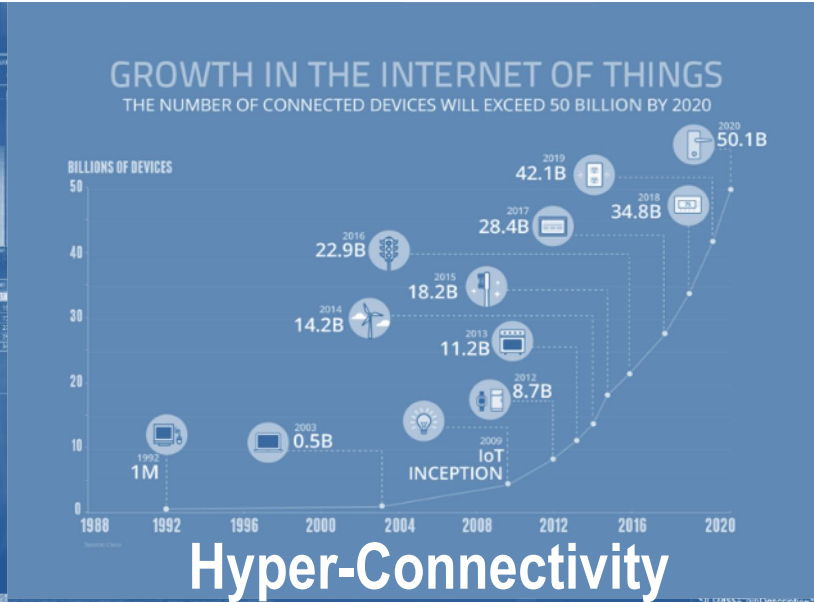 GROWTH IN THE INTERNET OF THINGS
THE NUMBER OF CONNECTED DEVICES WILL EXCEED 50 BILLION BY 2020
BILLIONS OF DEVICES
50
40
30
20
10
0
2020
50.1B
2019
42.1B
2018
34.8B
2017
28.4B
2016
22.9B
2015
18.2B
2014
14.2B
2013
11.2B
2012
8.7B
2009
IoT
INCEPTION
2003
0.5B
1992
1M
1988 1992 1996 2000 2004 2008 2012 2016 2020
Hyper-Connectivity